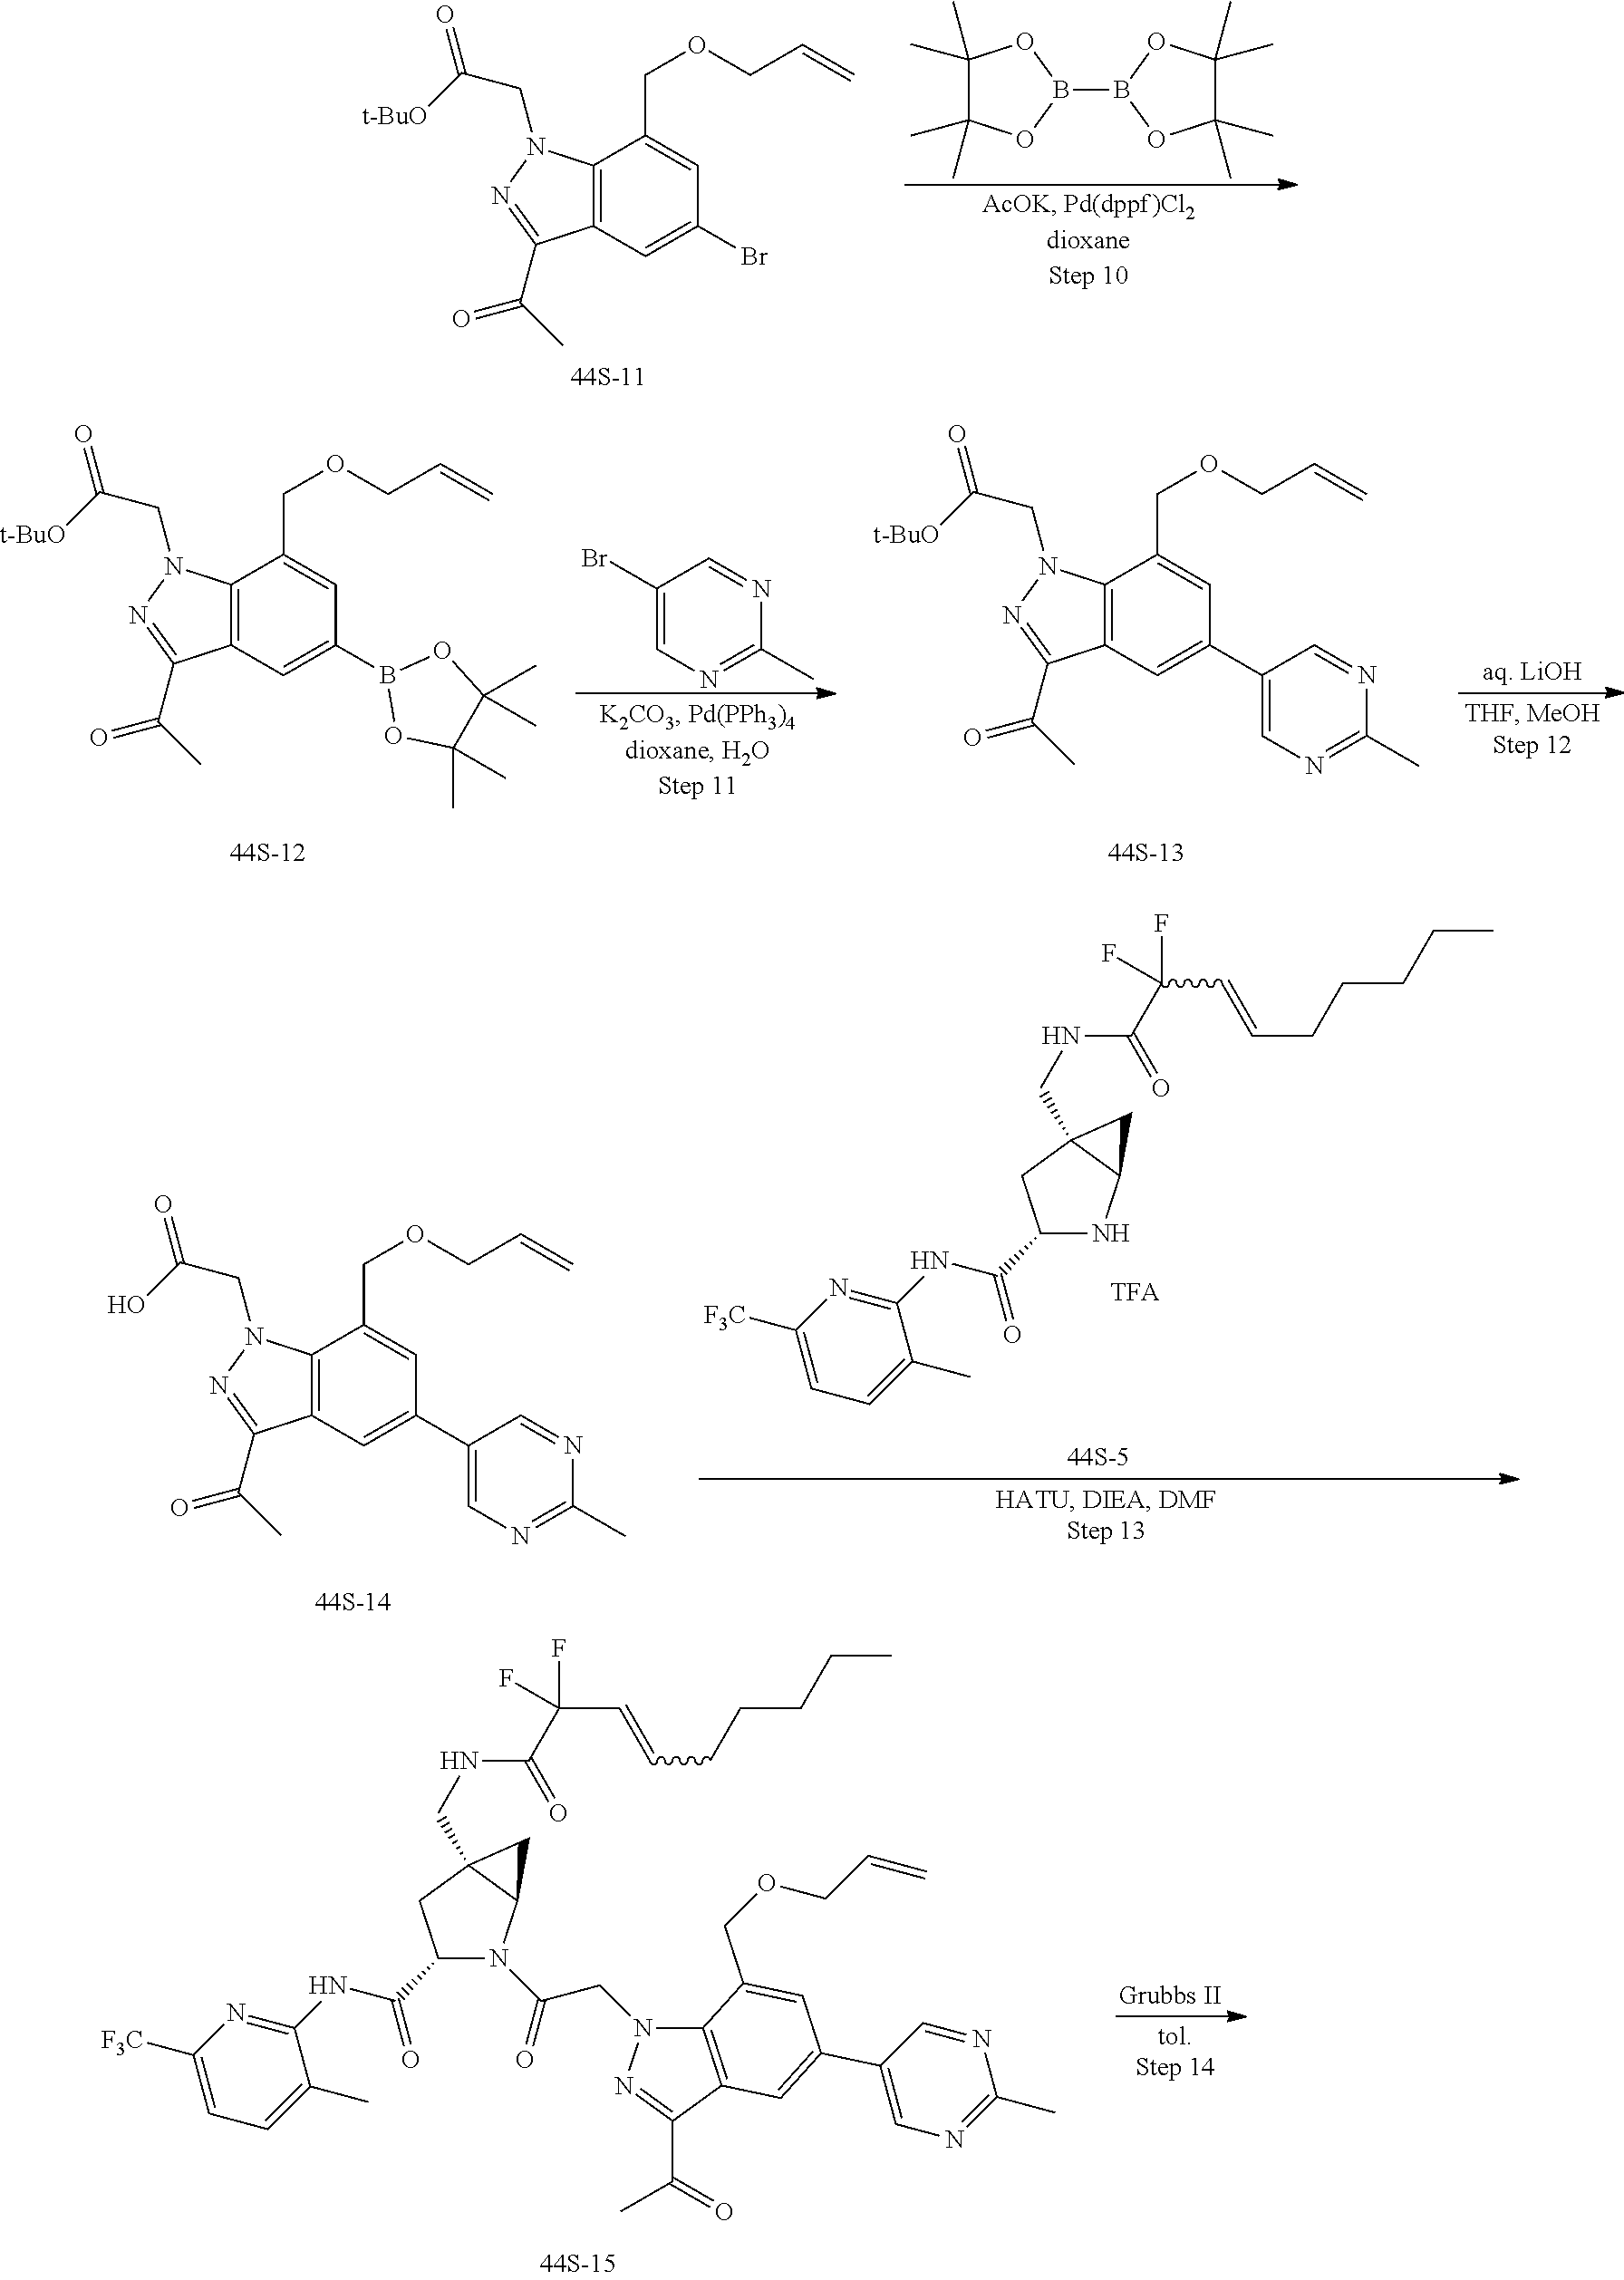 O
t-BuO
O
N
N
O
Br
44S-11
O
O
B
B
O
O
AcOK, Pd(dppf)Cl2
dioxane
Step 10
O
t-BuO
O
N
N
O
B
O
O
44S-12
Br
N
N
K2CO3, Pd(PPh3)4
dioxane, H2O
Step 11
O
t-BuO
O
N
N
O
N
N
44S-13
aq. LiOH
THF, MeOH
Step 12
O
HO
O
N
N
O
N
N
44S-14
F
F
HN
O
NH
HN
TFA
N
F3C
O
44S-5
HATU, DIEA, DMF
Step 13
F
F
HN
O
O
N
HN
N
F3C
O
O
N
N
N
N
O
44S-15
Grubbs II
tol.
Step 14